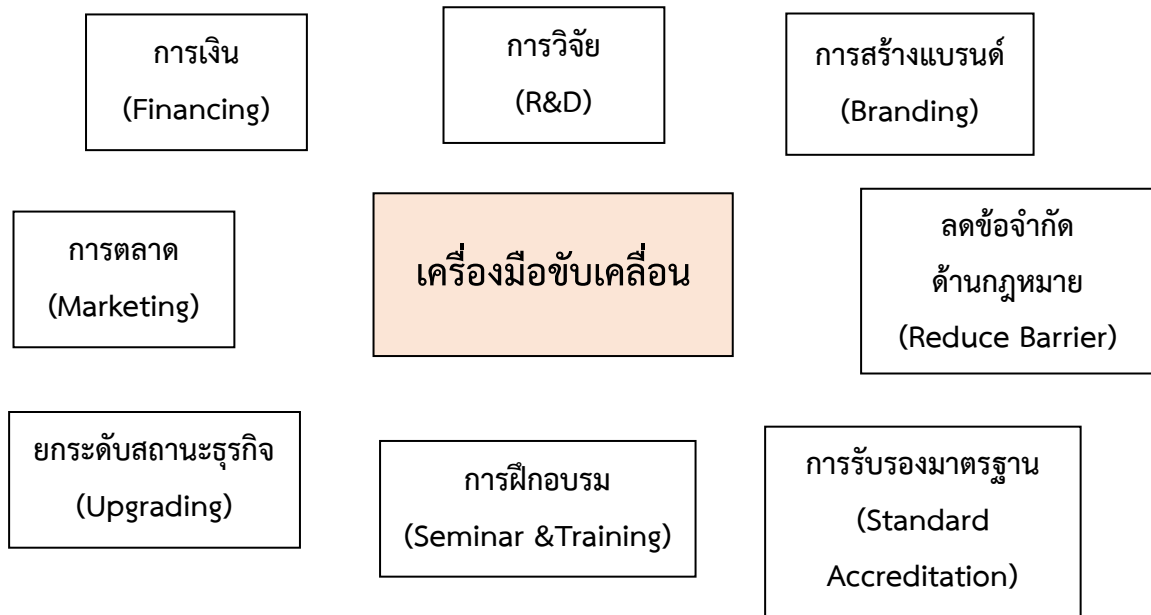 การเงิน
(Financing)
การวิจัย
(R&D)
การสร้างแบรนด์
(Branding)
การตลาด
(Marketing)
เครื่องมือขับเคลื่อน
ลดข้อจำกัด
ด้านกฎหมาย
(Reduce Barrier)
ยกระดับสถานะธุรกิจ
(Upgrading)
การฝึกอบรม
(Seminar &Training)
การรับรองมาตรฐาน
(Standard
Accreditation)